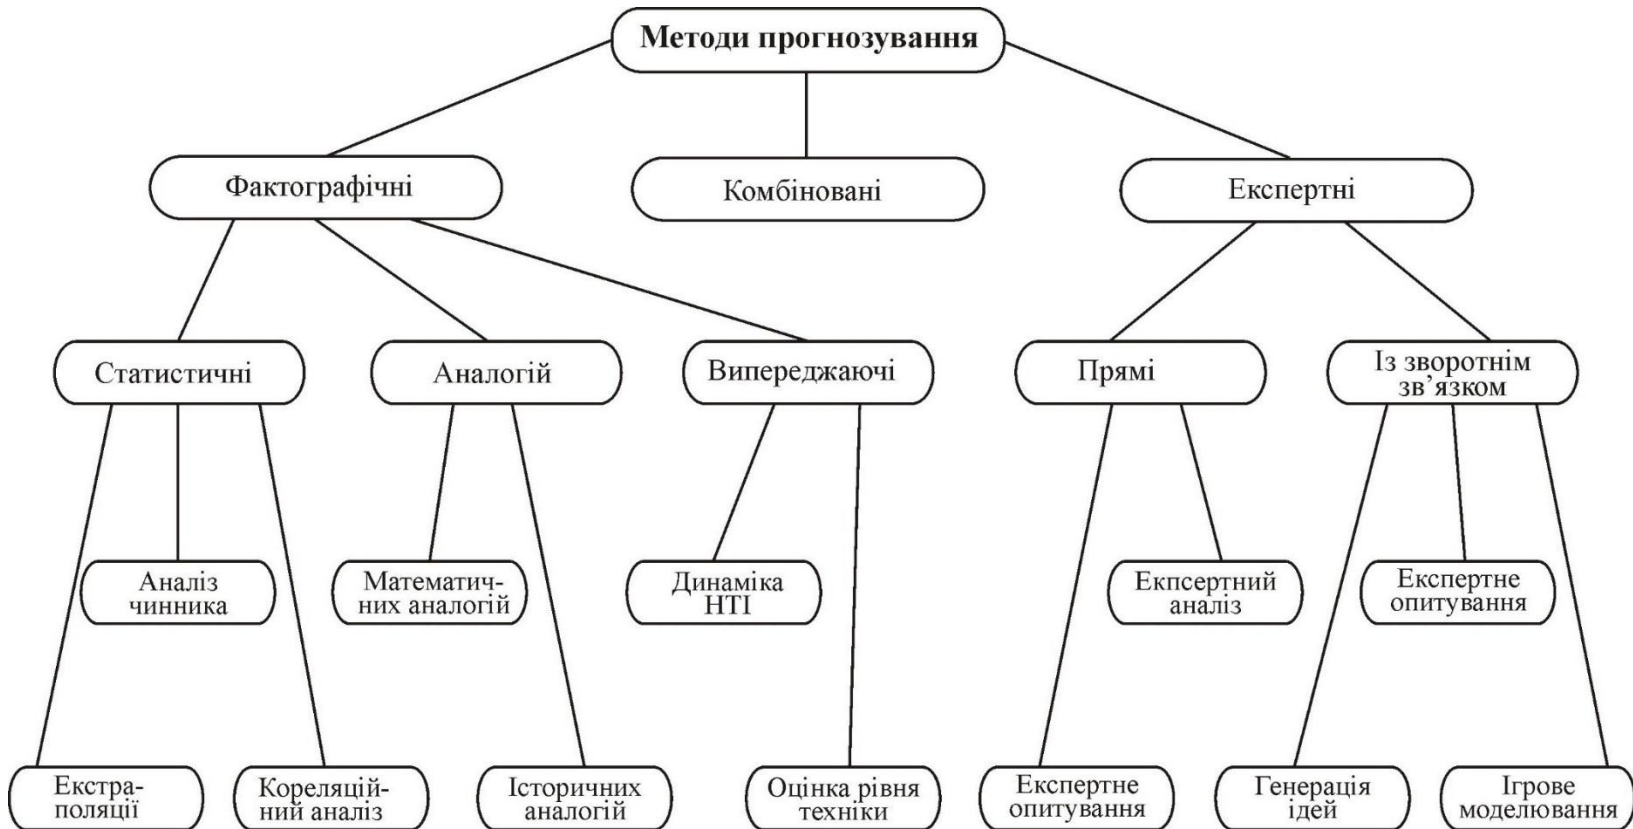 Методи прогнозування
Фактографічні
Комбіновані
Експертні
Статистичні
Аналогій
Випереджаючі
Прямі
Із зворотнім
зв’язком
Аналіз
чинника
Математич-
них аналогій
Динаміка
НТІ
Екпсертний
аналіз
Експертне
опитування
Екстра-
поляції
Кореляцій-
ний аналіз
Історичних
аналогій
Оцінка рівня
техніки
Експертне
опитування
Генерація
ідей
Ігрове
моделювання